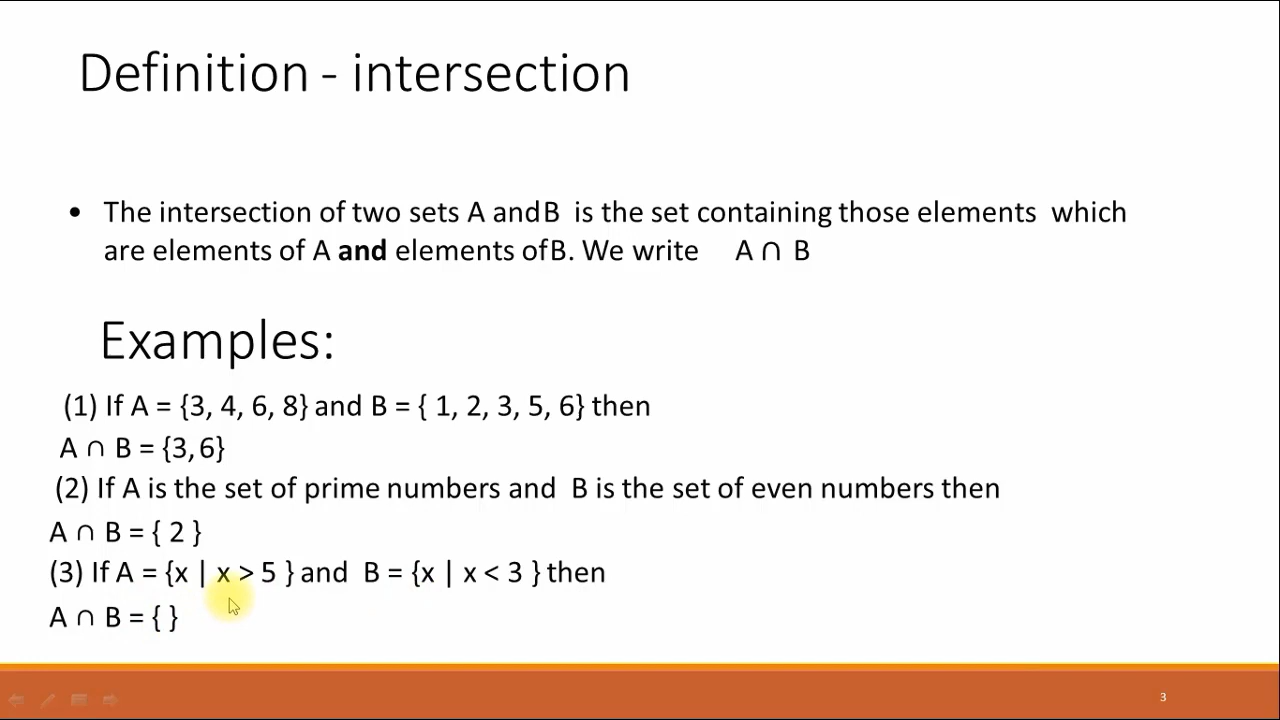 Definition - intersection
• The intersection of two sets A and B is the set containing those elements which
are elements of A and elements of B. We write A ∩ B
Examples:
(1) If A = {3, 4, 6, 8} and B = { 1, 2, 3, 5, 6} then
A ∩ B = {3, 6}
(2) If A is the set of prime numbers and B is the set of even numbers then
A ∩ B = { 2 }
(3) If A = {x | x > 5 } and B = {x | x < 3 } then
A ∩ B = { }
3